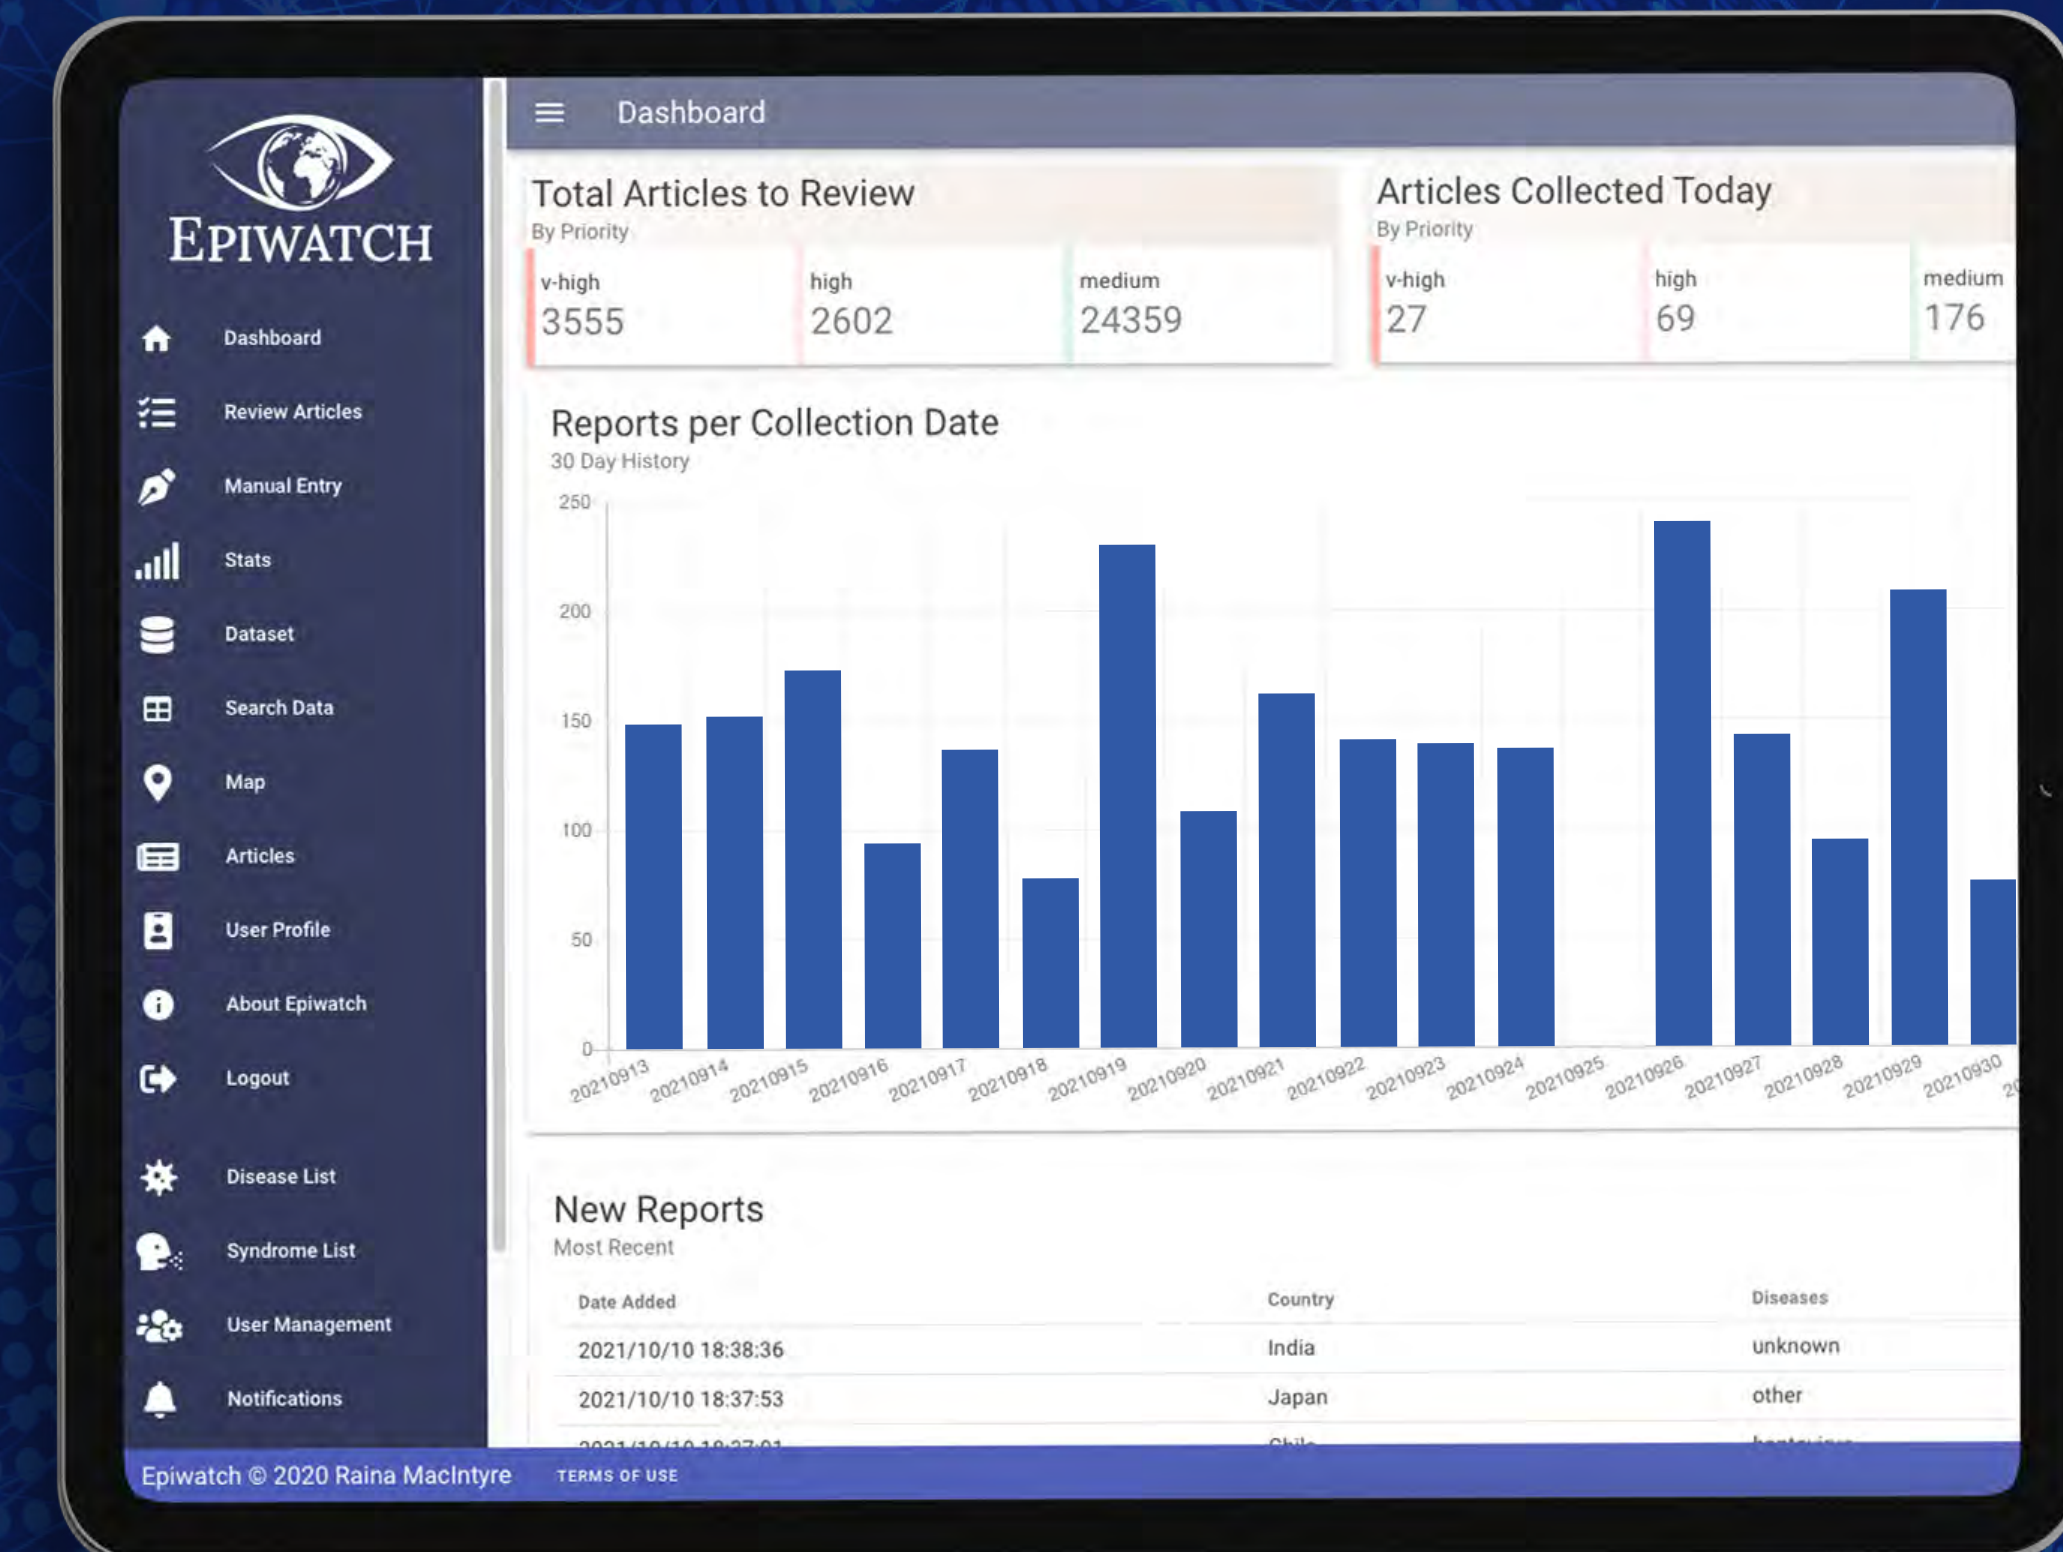 EPIWATCH
Dashboard
Review Articles
Manual Entry
Stats
Dataset
Search Data
Map
Articles
User Profile
About Epiwatch
Logout
Disease List
Syndrome List
User Management
Notifications
Dashboard
Total Articles to Review
By Priority
v-high high medium
3555 2602 24359
Articles Collected Today
By Priority
v-high high medium
27 69 176
Reports per Collection Date
30 Day History
250
200
150
100
50
0
20210913 20210914 20210915 20210916 20210917 20210918 20210919 20210920 20210921 20210922 20210923 20210924 20210925 20210926 20210927 20210928 20210929 20210930
New Reports
Most Recent
Date Added Country Diseases
2021/10/10 18:38:36 India unknown
2021/10/10 18:37:53 Japan other
Epiwatch © 2020 Raina MacIntyre TERMS OF USE